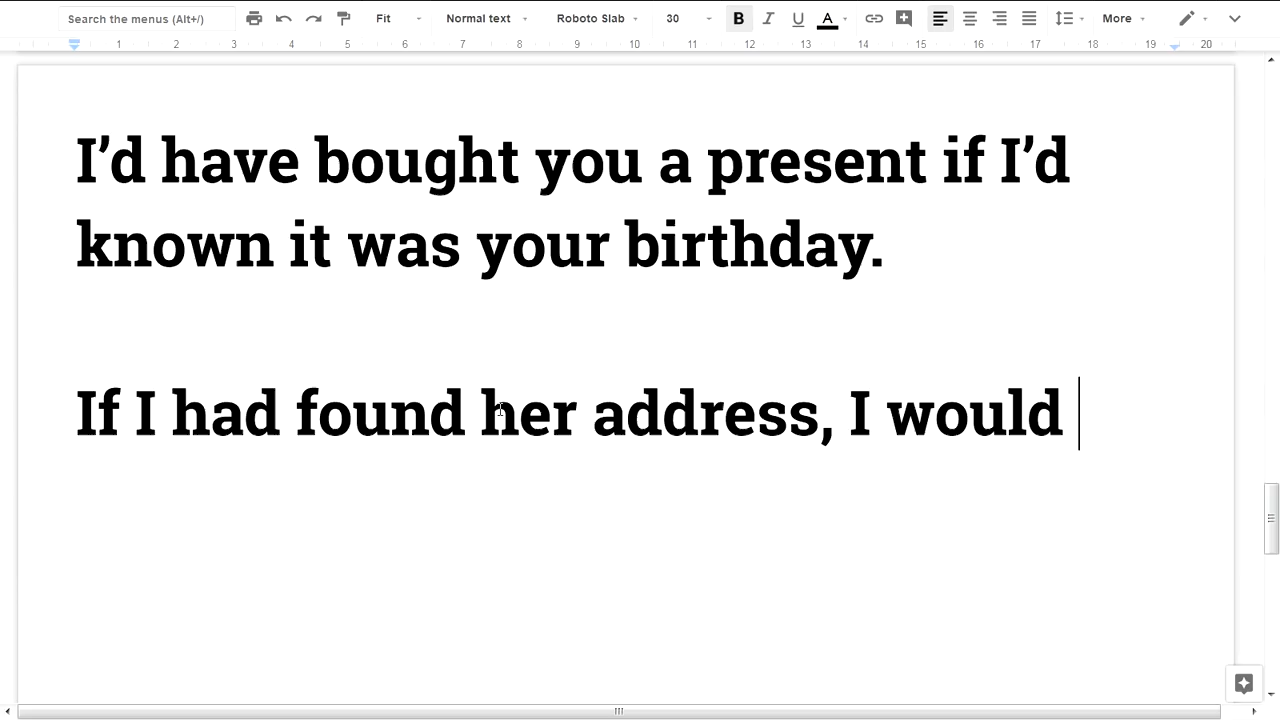 Search the menus (Alt+/) Fit Normal text Roboto Slab 30 B I U A More
1 2 3 4 5 6 7 8 9 10 11 12 13 14 15 16 17 18 19 20
I’d have bought you a present if I’d
known it was your birthday.
If I had found her address, I would